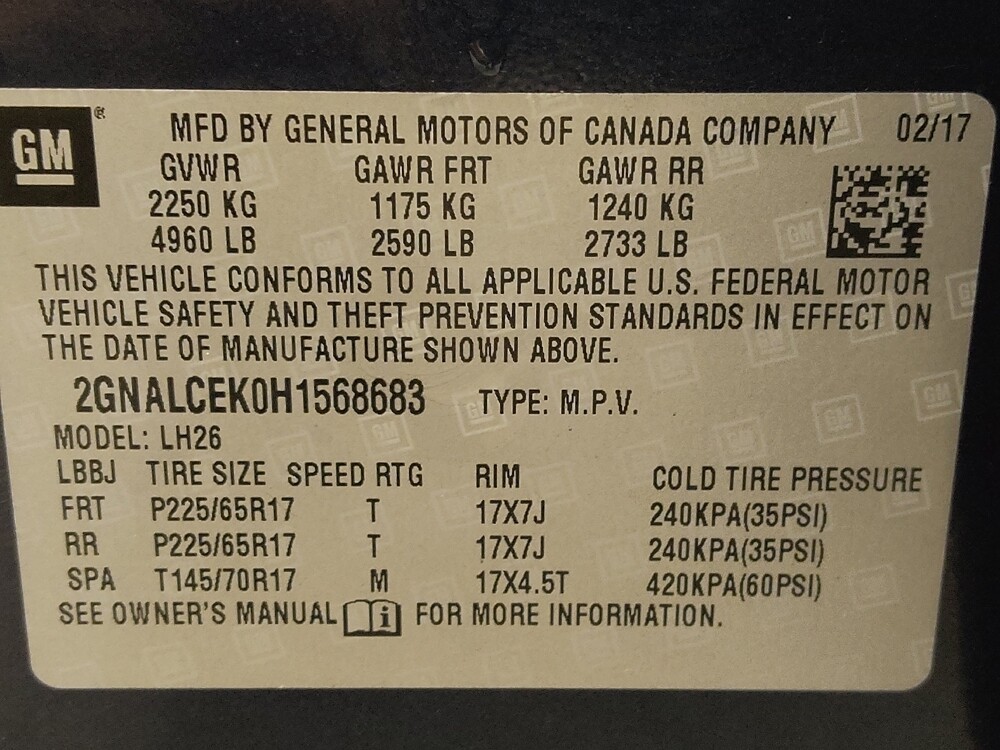 GM ®
MFD BY GENERAL MOTORS OF CANADA COMPANY 02/17
GVWR GAWR FRT GAWR RR
2250 KG 1175 KG 1240 KG
4960 LB 2590 LB 2733 LB
THIS VEHICLE CONFORMS TO ALL APPLICABLE U.S. FEDERAL MOTOR
VEHICLE SAFETY AND THEFT PREVENTION STANDARDS IN EFFECT ON
THE DATE OF MANUFACTURE SHOWN ABOVE.
2GNALCEK0H1568683 TYPE: M.P.V.
MODEL: LH26
LBBJ TIRE SIZE SPEED RTG RIM COLD TIRE PRESSURE
FRT P225/65R17 T 17X7J 240KPA(35PSI)
RR P225/65R17 T 17X7J 240KPA(35PSI)
SPA T145/70R17 M 17X4.5T 420KPA(60PSI)
SEE OWNER'S MANUAL i FOR MORE INFORMATION.